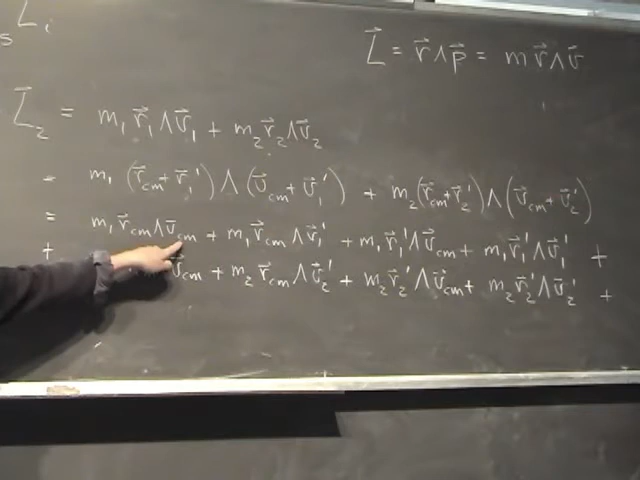 s L⃗ᵢ
L⃗ = r⃗ ∧ p⃗ = m r⃗ ∧ v⃗
L⃗₂ = m₁ r⃗₁ ∧ v⃗₁ + m₂ r⃗₂ ∧ v⃗₂
= m₁ (r⃗cm + r⃗₁') ∧ (v⃗cm + v⃗₁') + m₂ (r⃗cm + r⃗₂') ∧ (v⃗cm + v⃗₂')
= m₁ r⃗cm ∧ v⃗cm + m₁ r⃗cm ∧ v⃗₁' + m₁ r⃗₁' ∧ v⃗cm + m₁ r⃗₁' ∧ v⃗₁' +
+ v⃗cm + m₂ r⃗cm ∧ v⃗₂' + m₂ r⃗₂' ∧ v⃗cm + m₂ r⃗₂' ∧ v⃗₂' +